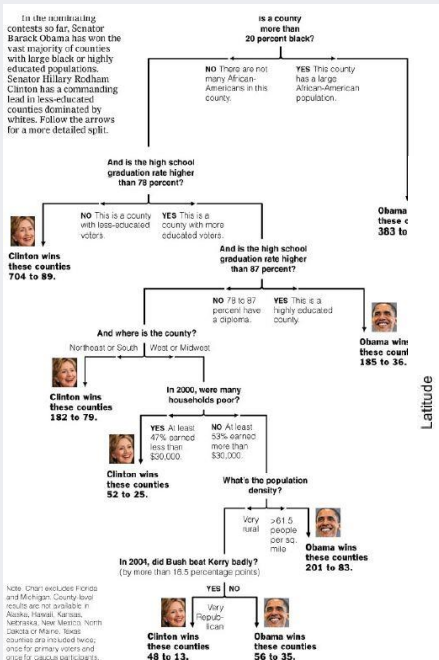 In the nominating
contests so far, Senator
Barack Obama has won the
vast majority of counties
with large black or highly
educated populations.
Senator Hillary Rodham
Clinton has a commanding
lead in less-educated
counties dominated by
whites. Follow the arrows
for a more detailed split.
Is a county
more than
20 percent black?
NO There are not
many African-
Americans in this
county.
YES This county
has a large
African-American
population.
And is the high school
graduation rate higher
than 78 percent?
Obama
these c
383 to
NO This is a county
with less-educated
voters.
YES This is a
county with more
educated voters.
Clinton wins
these counties
704 to 89.
And is the high school
graduation rate higher
than 87 percent?
NO 78 to 87
percent have
a diploma.
YES This is a
highly educated
county.
Obama wins
these count
185 to 36.
And where is the county?
Northeast or South
West or Midwest
Clinton wins
these counties
182 to 79.
In 2000, were many
households poor?
YES At least
47% earned
less than
$30,000.
NO At least
53% earned
more than
$30,000.
Clinton wins
these counties
52 to 25.
What's the population
density?
Very
rural
>61.5
people
per sq.
mile
Obama wins
these counties
201 to 83.
In 2004, did Bush beat Kerry badly?
(by more than 16.5 percentage points)
YES NO
Very
Repub-
lican
Clinton wins
these counties
48 to 13.
Obama wins
these counties
56 to 35.
Note: Chart excludes Florida
and Michigan. County-level
results are not available in
Alaska, Hawaii, Kansas,
Nebraska, New Mexico, North
Dakota or Maine. Texas
counties are included twice;
once for primary voters and
once for caucus participants.
Latitude